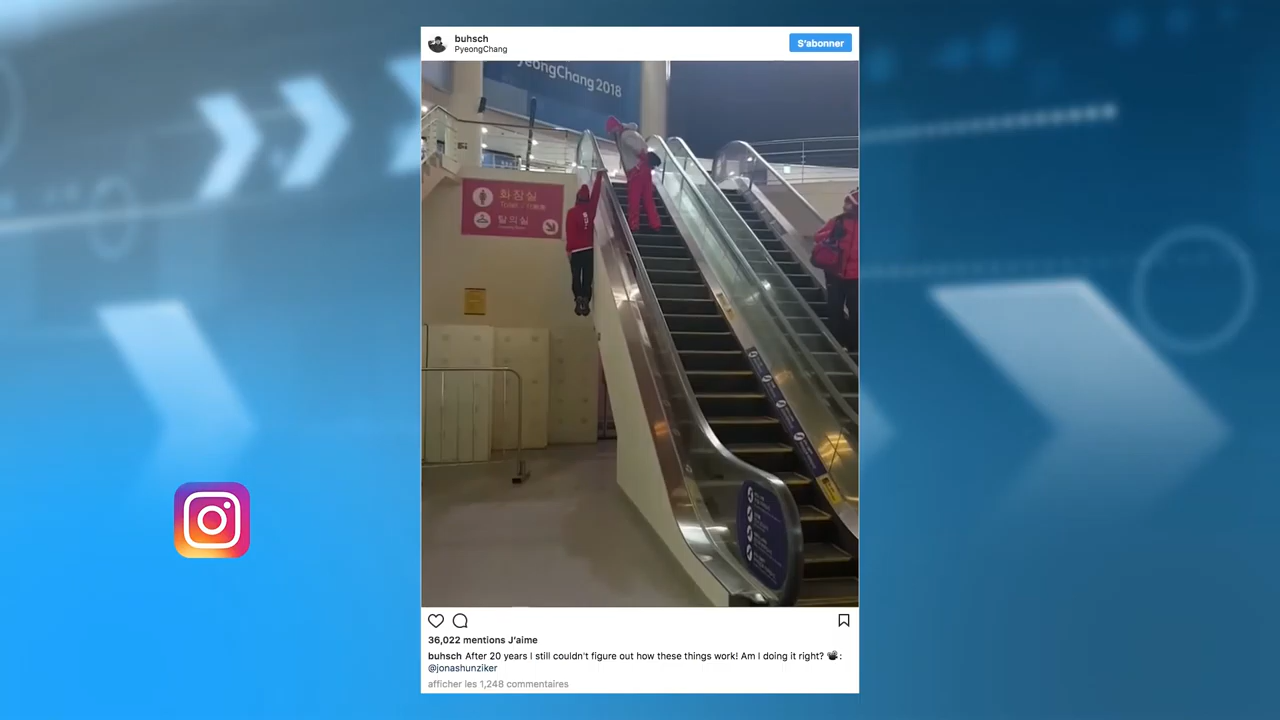 buhsch
PyeongChang
S'abonner
yeongChang 2018
화장실
탈의실
36,022 mentions J'aime
buhsch After 20 years I still couldn't figure out how these things work! Am I doing it right? 📽:
@jonashunziker
afficher les 1,248 commentaires